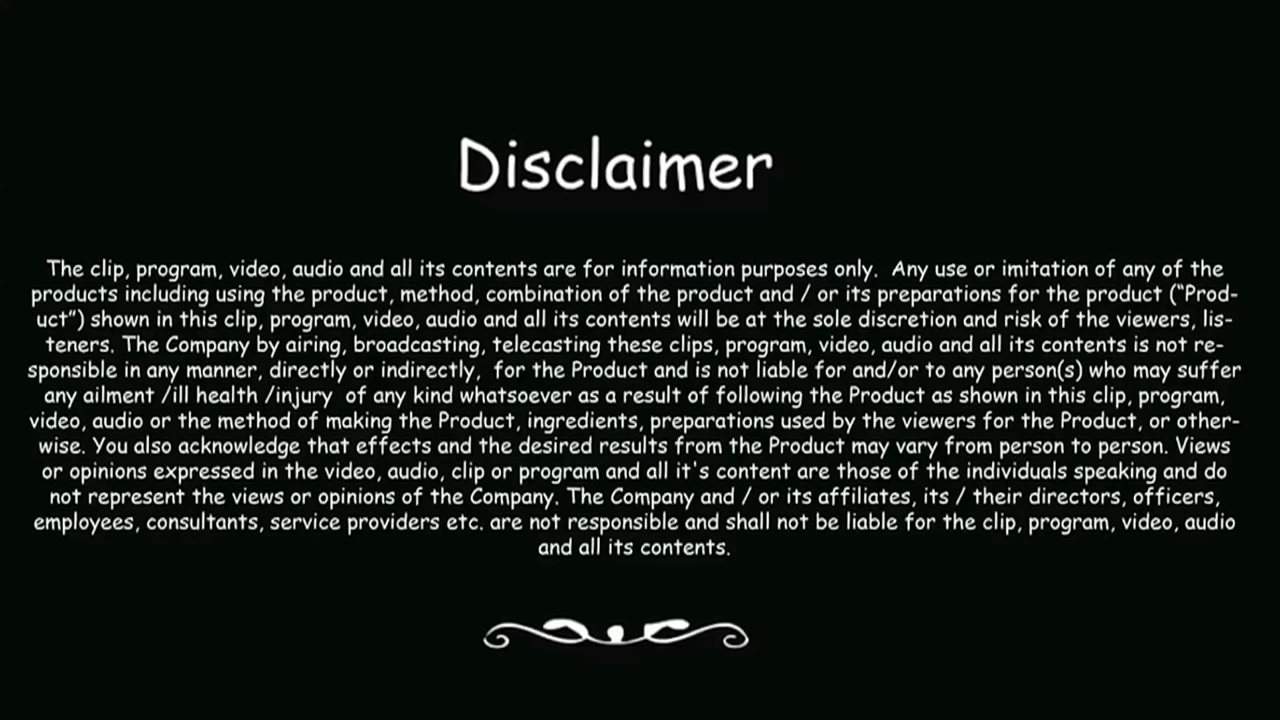 Disclaimer
The clip, program, video, audio and all its contents are for information purposes only.  Any use or imitation of any of the
products including using the product, method, combination of the product and / or its preparations for the product (“Prod-
uct”) shown in this clip, program, video, audio and all its contents will be at the sole discretion and risk of the viewers, lis-
teners. The Company by airing, broadcasting, telecasting these clips, program, video, audio and all its contents is not re-
sponsible in any manner, directly or indirectly,  for the Product and is not liable for and/or to any person(s) who may suffer
any ailment /ill health /injury  of any kind whatsoever as a result of following the Product as shown in this clip, program,
video, audio or the method of making the Product, ingredients, preparations used by the viewers for the Product, or other-
wise. You also acknowledge that effects and the desired results from the Product may vary from person to person. Views
or opinions expressed in the video, audio, clip or program and all it's content are those of the individuals speaking and do
not represent the views or opinions of the Company. The Company and / or its affiliates, its / their directors, officers,
employees, consultants, service providers etc. are not responsible and shall not be liable for the clip, program, video, audio
and all its contents.